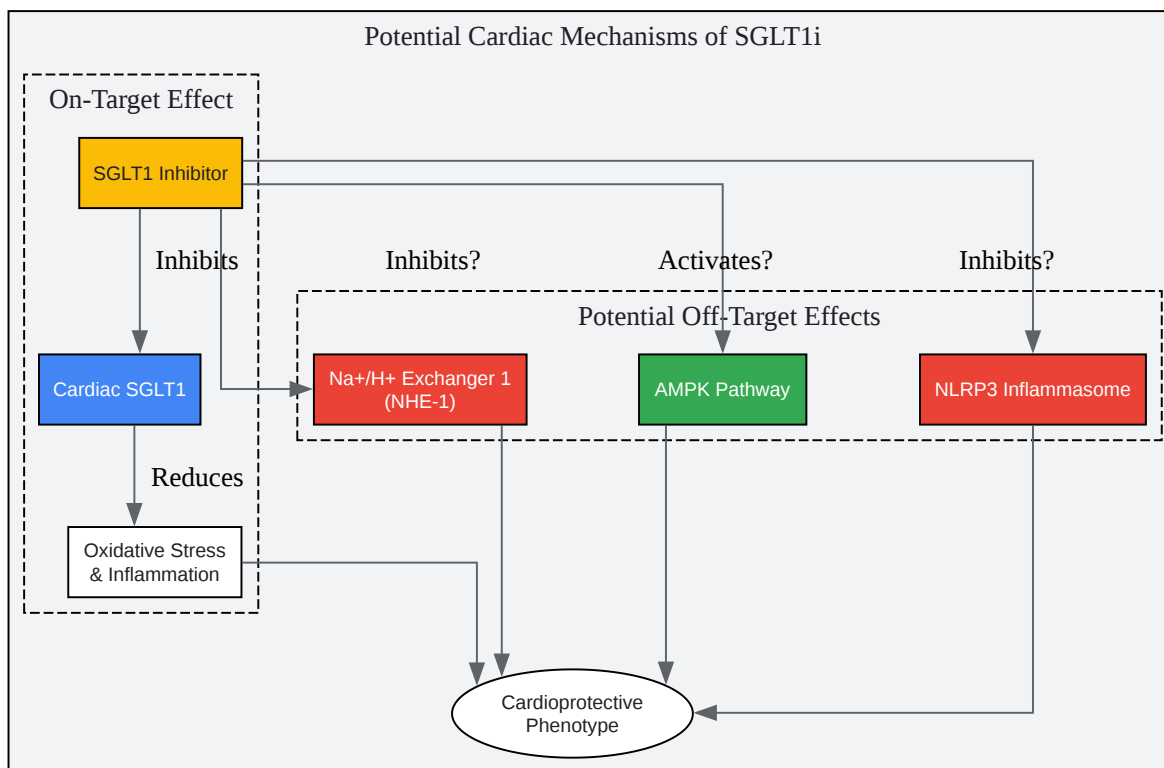 Potential Cardiac Mechanisms of SGLT1i
On-Target Effect
SGLT1 Inhibitor
Inhibits
Inhibits?
Activates?
Inhibits?
Potential Off-Target Effects
Cardiac SGLT1
Na+/H+ Exchanger 1
(NHE-1)
AMPK Pathway
NLRP3 Inflammasome
Reduces
Oxidative Stress
& Inflammation
Cardioprotective
Phenotype